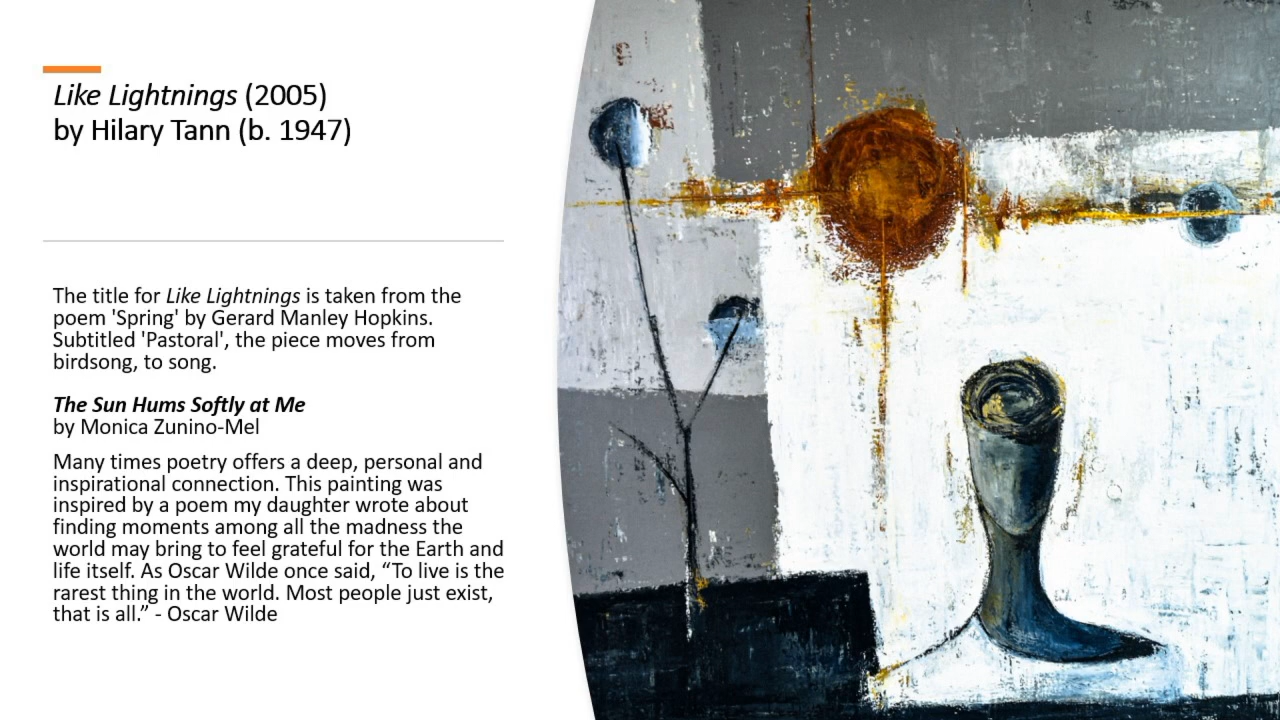 Like Lightnings (2005)
by Hilary Tann (b. 1947)
The title for Like Lightnings is taken from the
poem 'Spring' by Gerard Manley Hopkins.
Subtitled 'Pastoral', the piece moves from
birdsong, to song.
The Sun Hums Softly at Me
by Monica Zunino-Mel
Many times poetry offers a deep, personal and
inspirational connection. This painting was
inspired by a poem my daughter wrote about
finding moments among all the madness the
world may bring to feel grateful for the Earth and
life itself. As Oscar Wilde once said, “To live is the
rarest thing in the world. Most people just exist,
that is all.” - Oscar Wilde